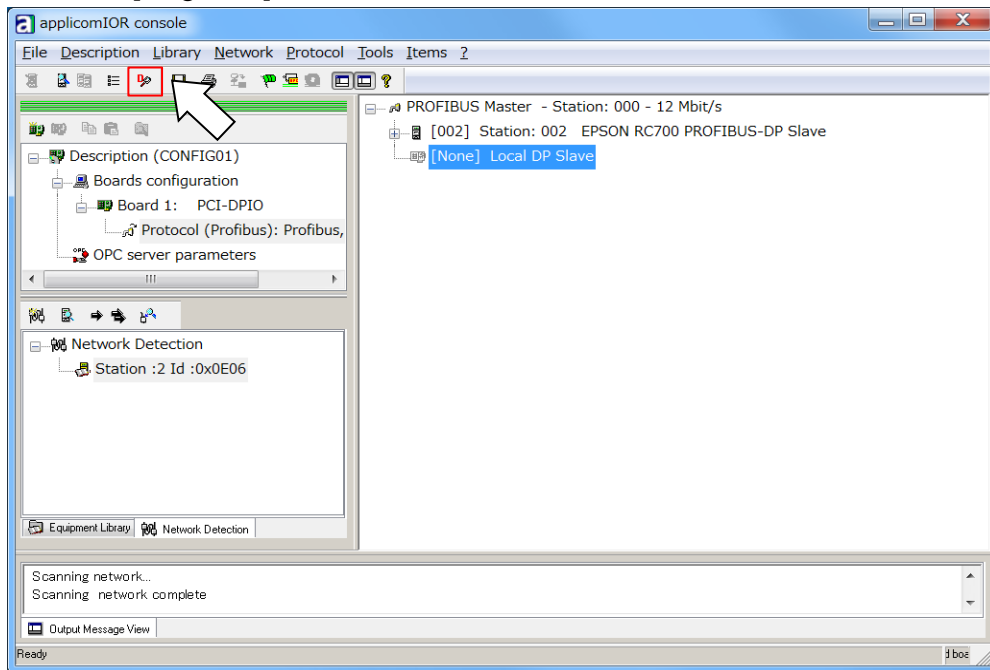 applicomIOR console
File Description Library Network Protocol Tools Items ?
PROFIBUS Master - Station: 000 - 12 Mbit/s
[002] Station: 002 EPSON RC700 PROFIBUS-DP Slave
[None] Local DP Slave
Description (CONFIG01)
Boards configuration
Board 1: PCI-DPIO
Protocol (Profibus): Profibus,
OPC server parameters
Network Detection
Station :2 Id :0x0E06
Equipment Library Network Detection
Scanning network...
Scanning network complete
Output Message View
Ready